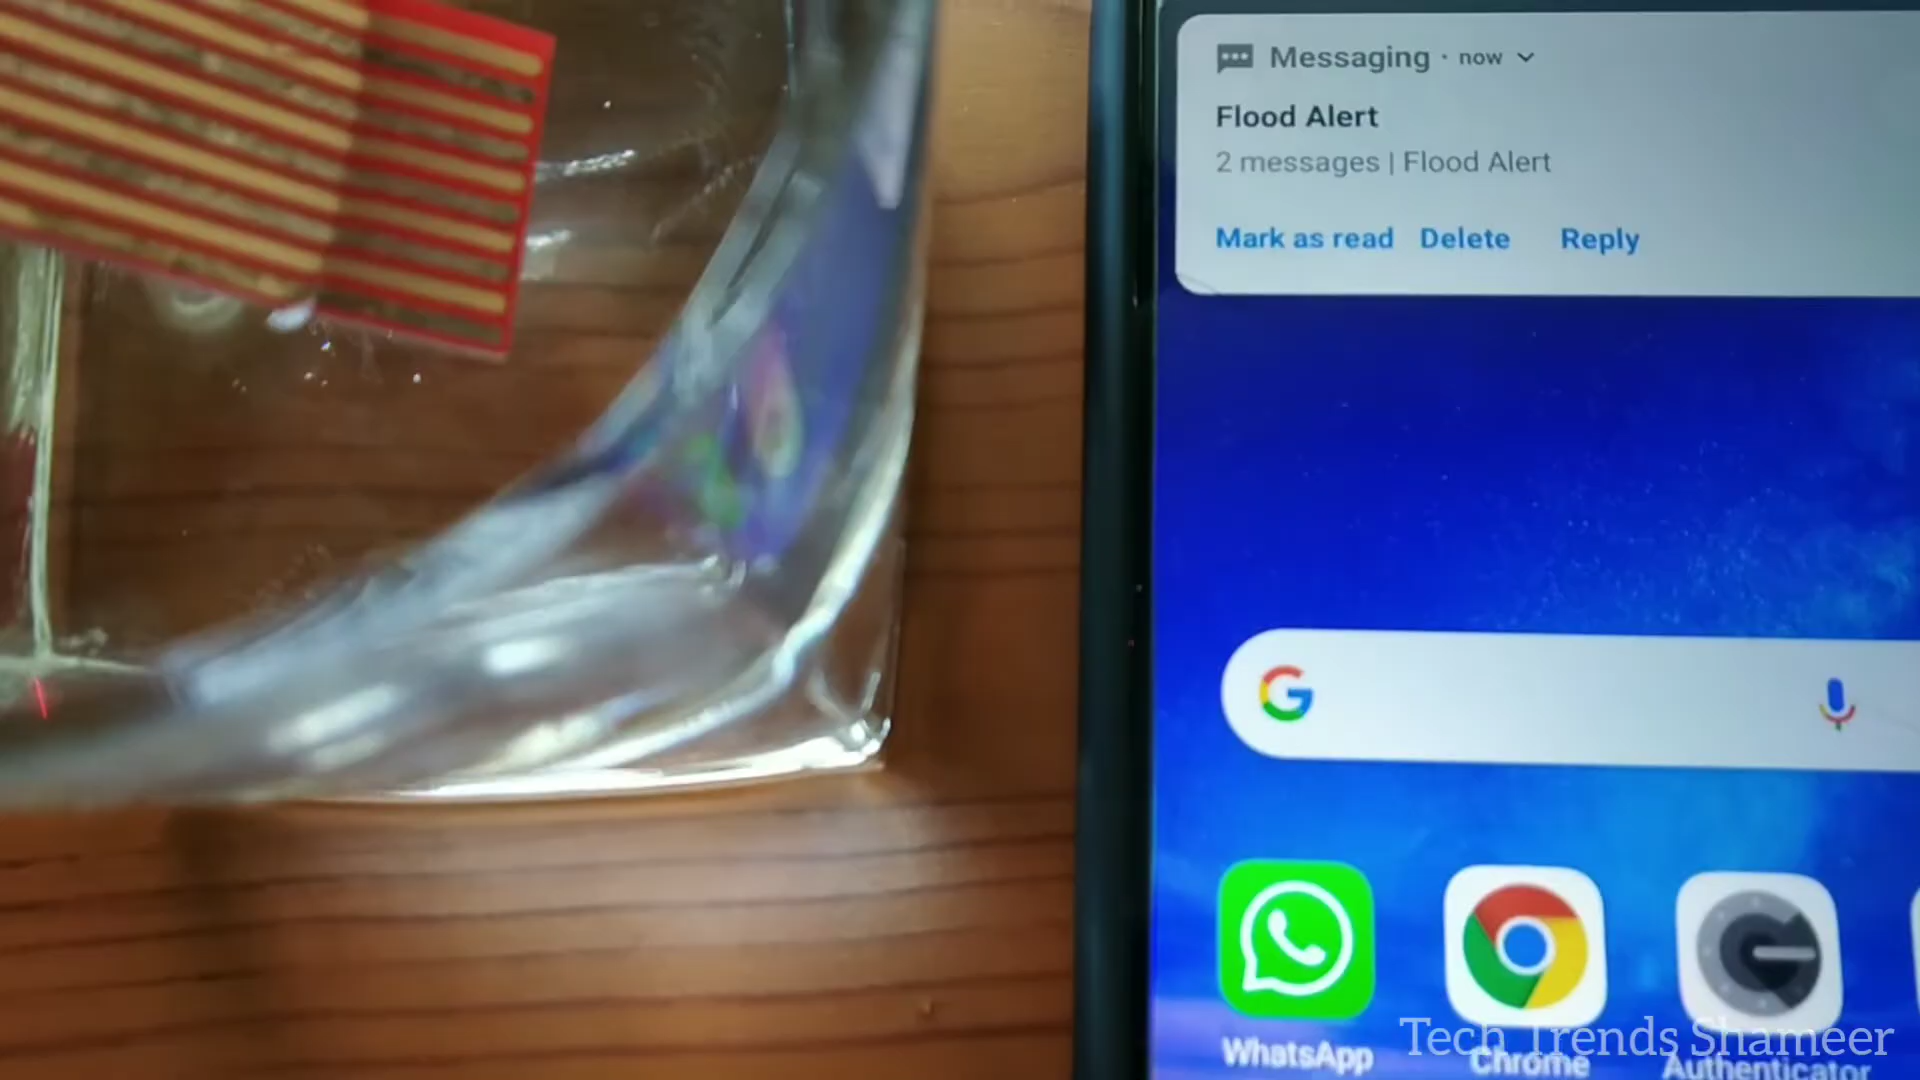 Messaging · now
Flood Alert
2 messages | Flood Alert
Mark as read Delete Reply
G
WhatsApp Chrome Authenticator
Tech Trends Shameer